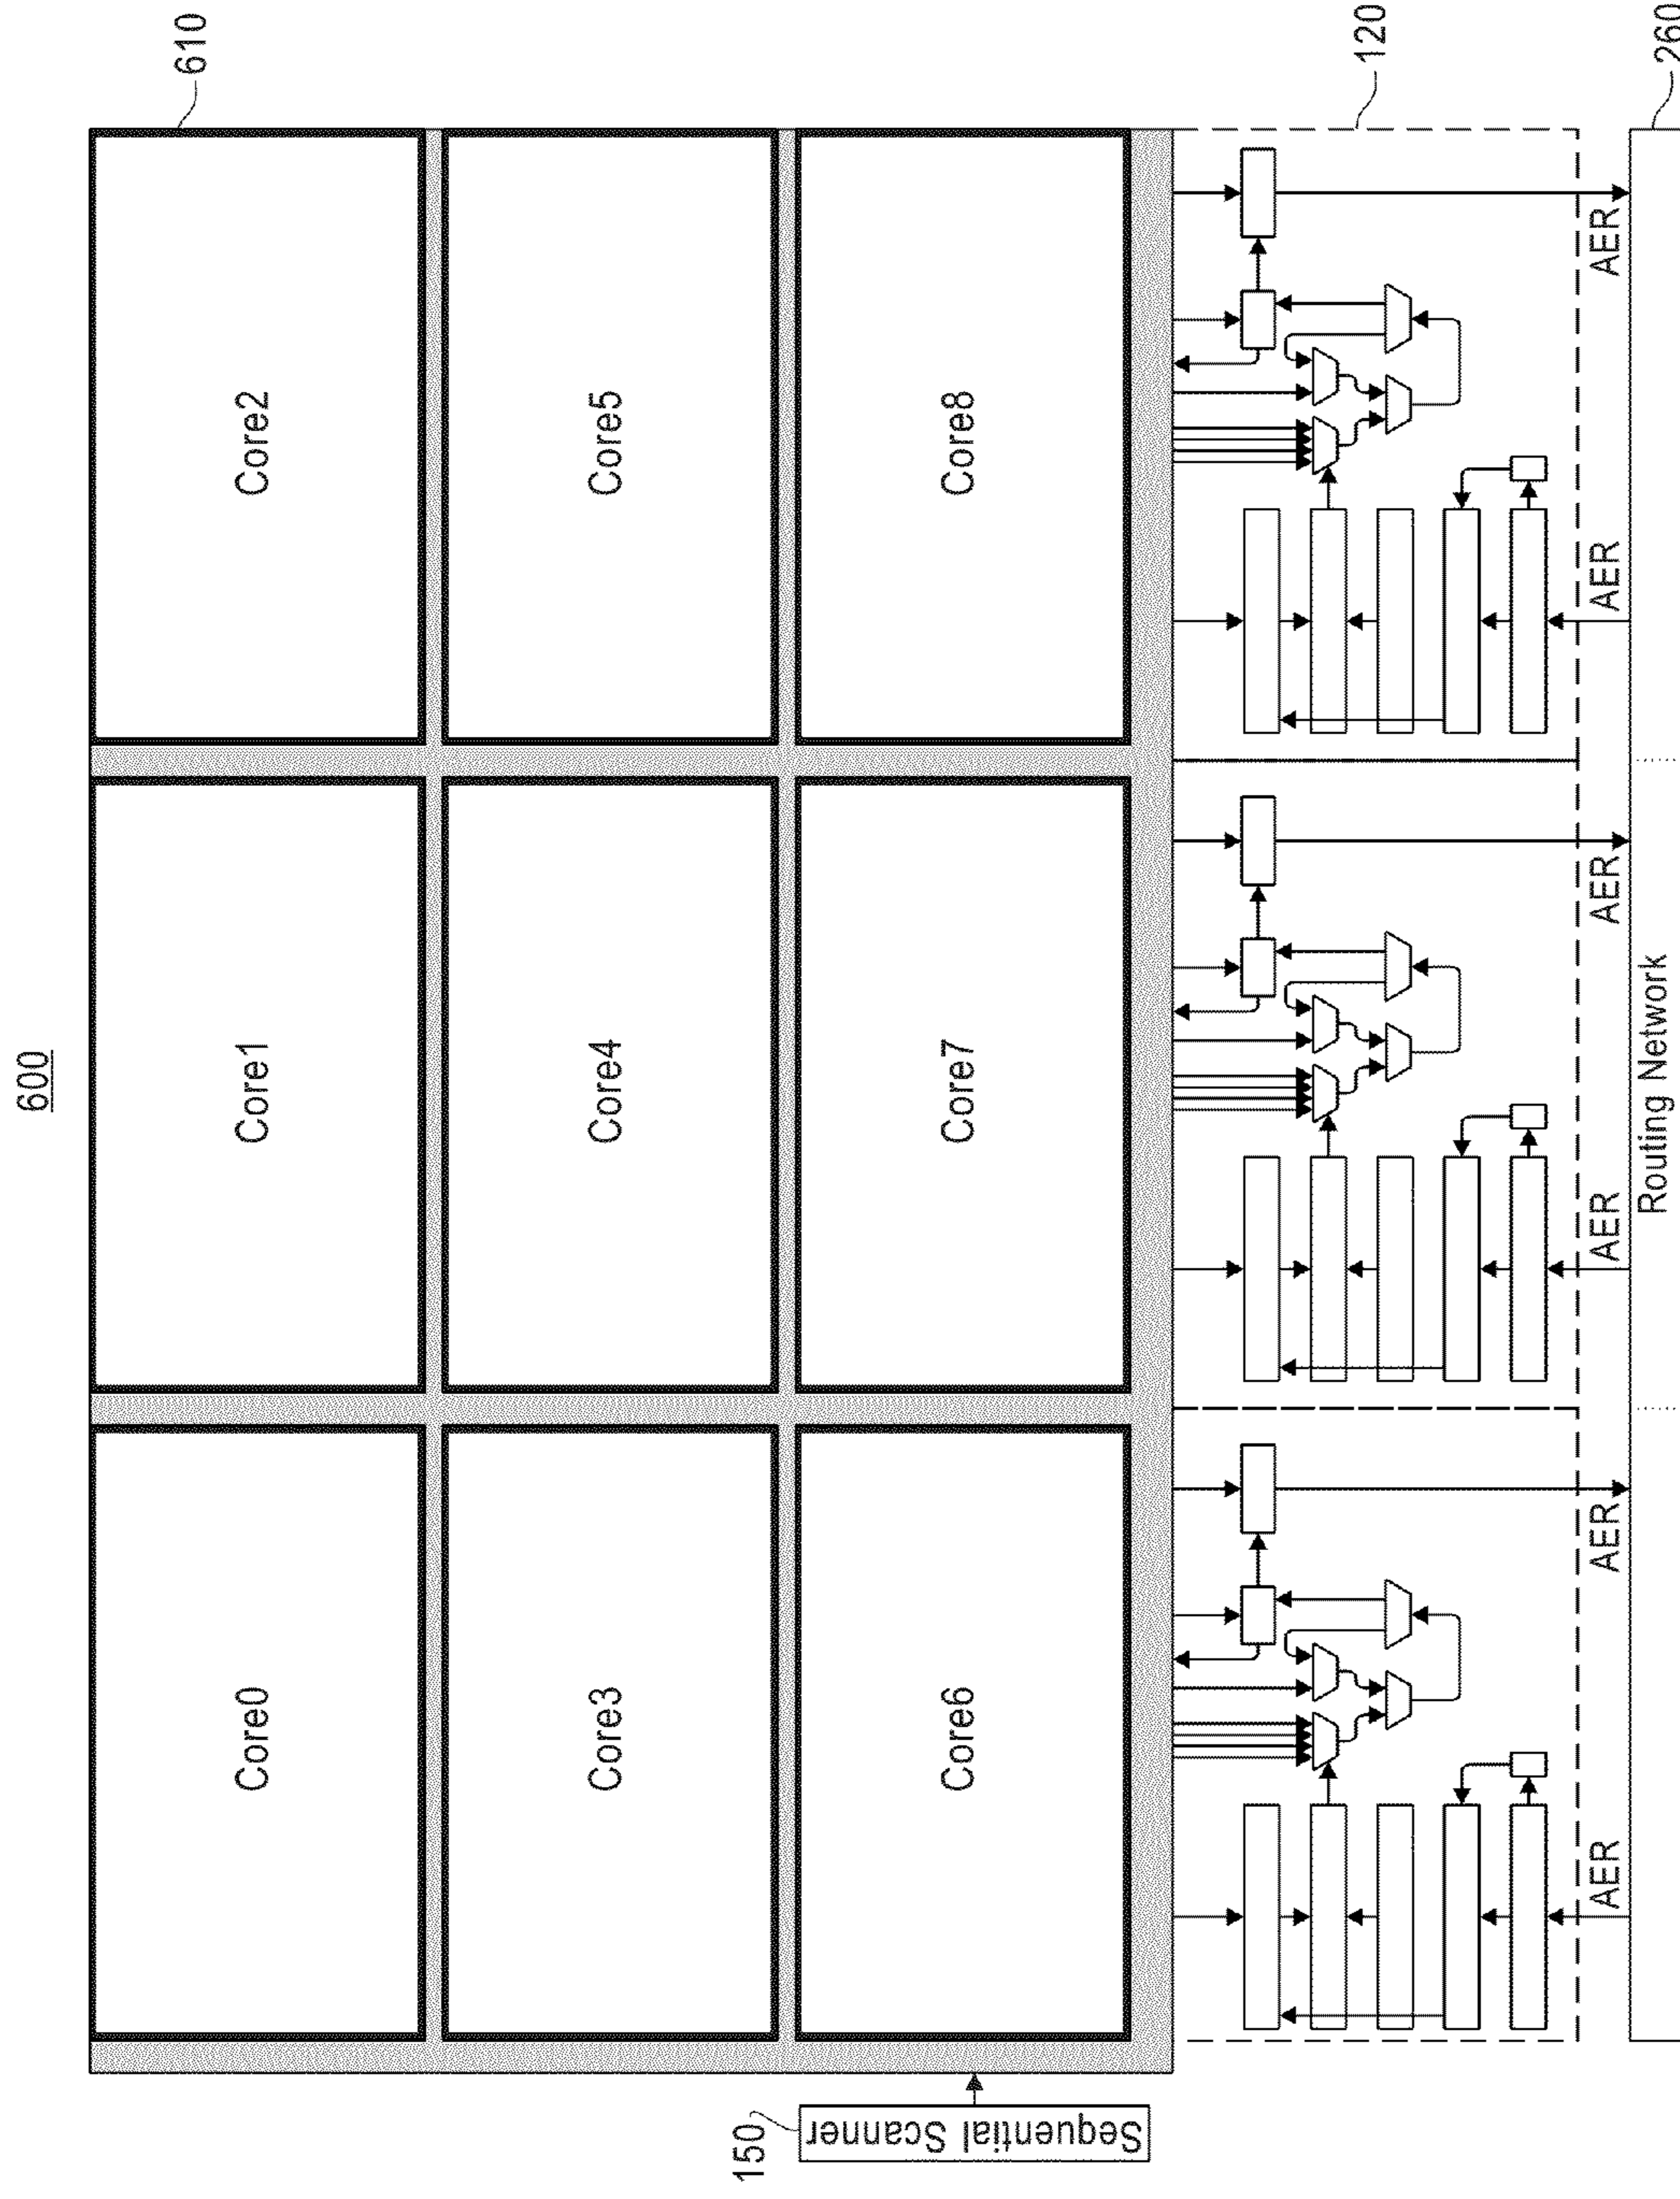 600
Core0
Core1
Core2
610
Core3
Core4
Core5
Core6
Core7
Core8
150
Sequential Scanner
120
AER
AER
AER
AER
AER
AER
Routing Network
260